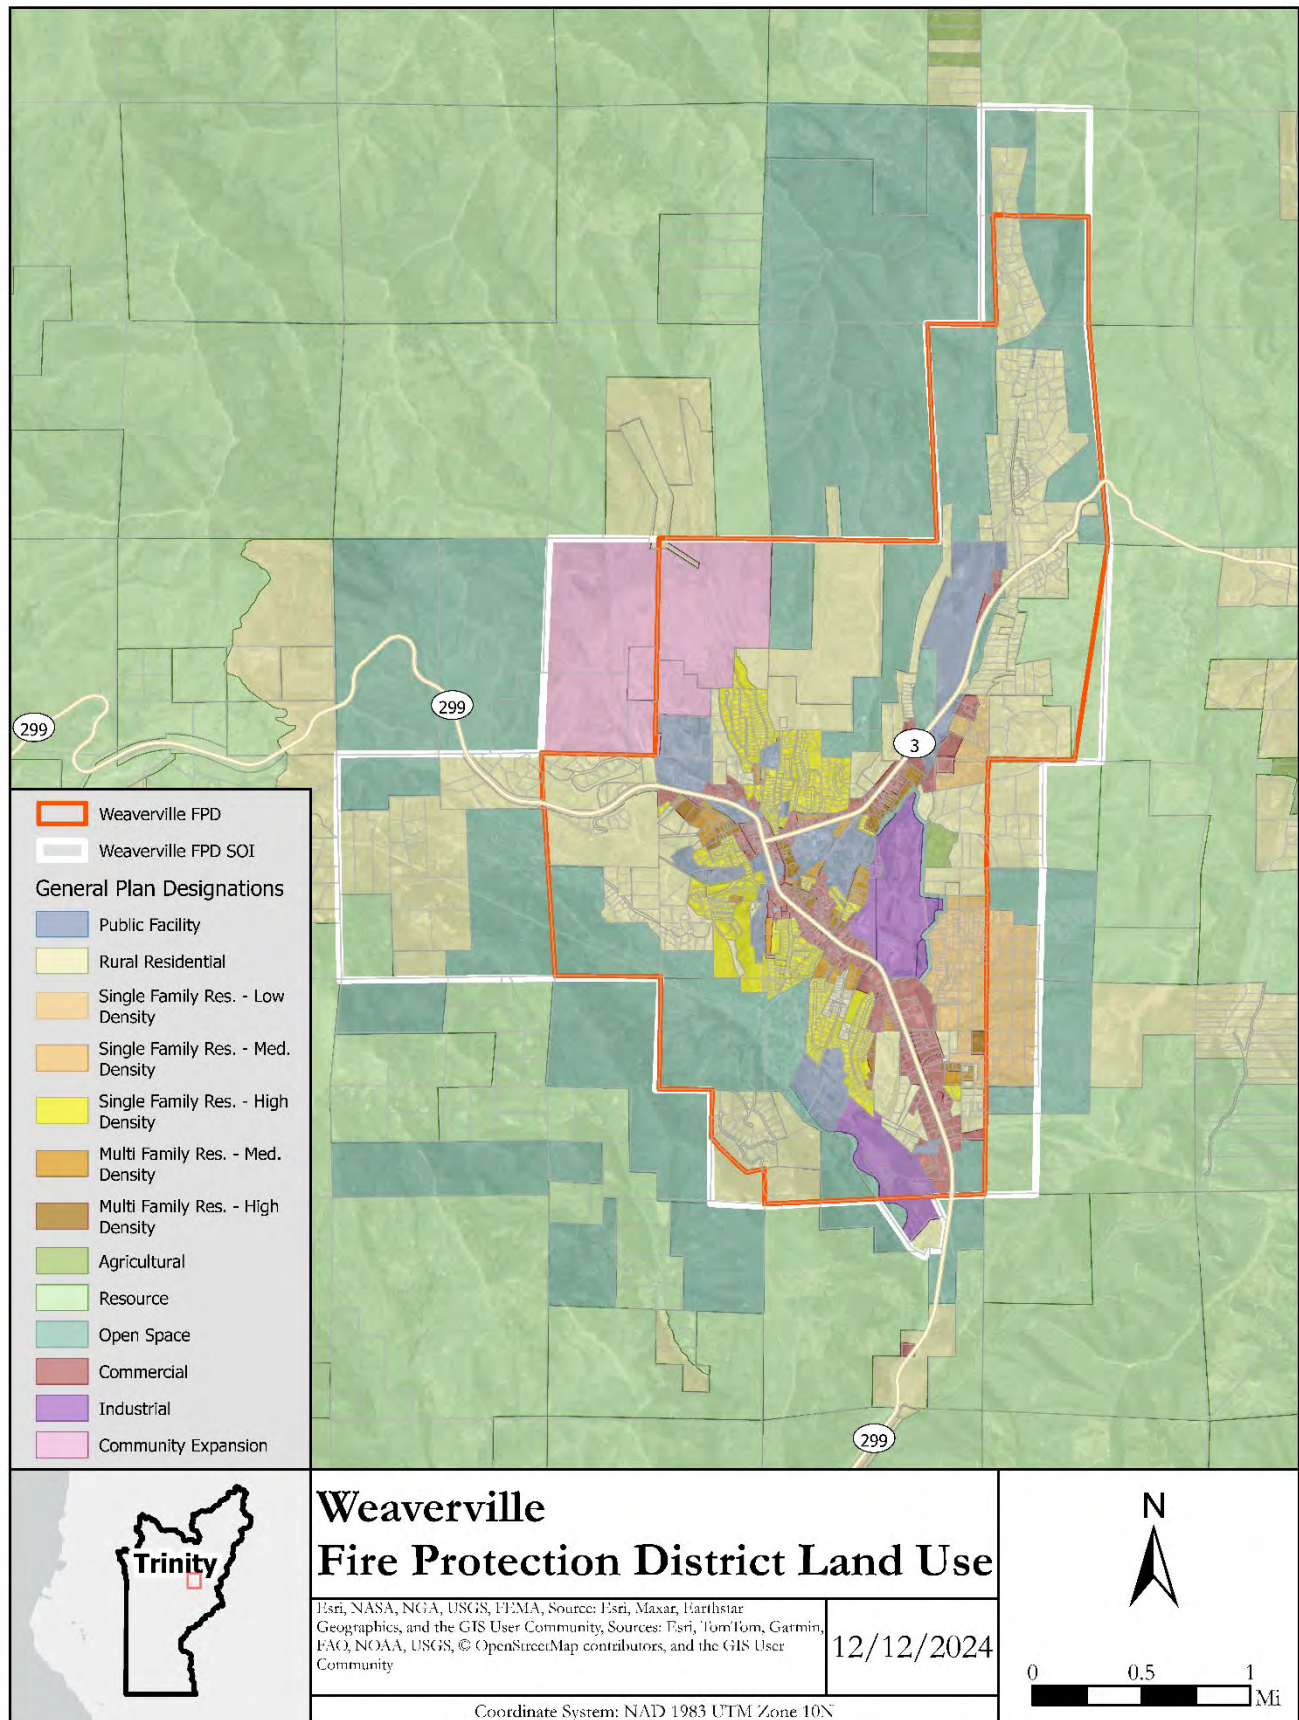 299
299
3
Weaverville FPD
Weaverville FPD SOI
General Plan Designations
Public Facility
Rural Residential
Single Family Res. - Low
Density
Single Family Res. - Med.
Density
Single Family Res. - High
Density
Multi Family Res. - Med.
Density
Multi Family Res. - High
Density
Agricultural
Resource
Open Space
Commercial
Industrial
Community Expansion
299
Trinity
Weaverville
Fire Protection District Land Use
Esri, NASA, NGA, USGS, FEMA, Source: Esri, Maxar, Earthstar
Geographics, and the GIS User Community, Sources: Esri, TomTom, Garmin,
FAO, NOAA, USGS, © OpenStreetMap contributors, and the GIS User
Community
12/12/2024
Coordinate System: NAD 1983 UTM Zone 10N
N
0 0.5 1
Mi